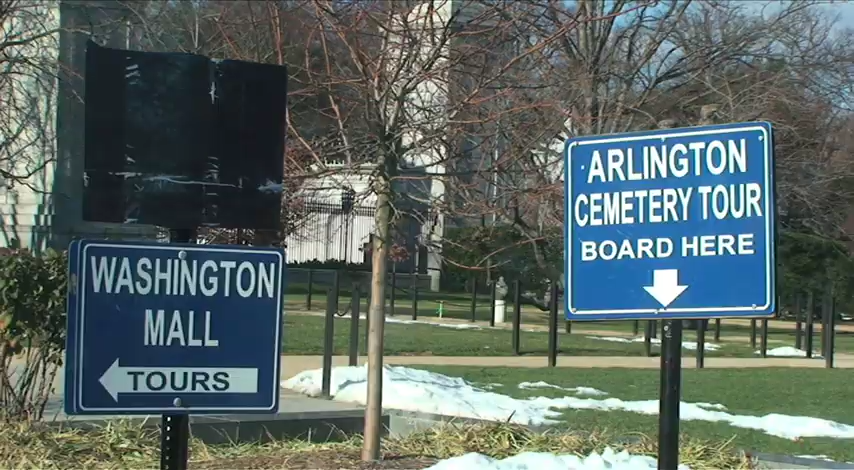 WASHINGTON
MALL
TOURS
ARLINGTON
CEMETERY TOUR
BOARD HERE